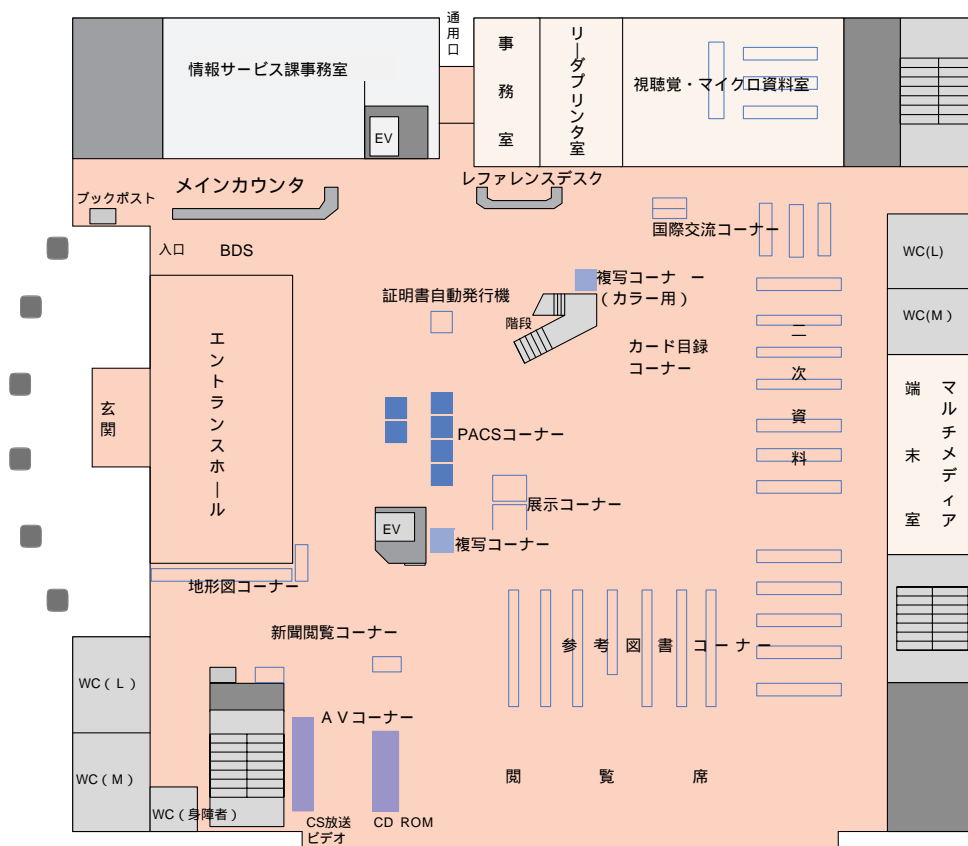 通用口
情報サービス課事務室
事務室
リーダプリンタ室
視聴覚・マイクロ資料室
EV
メインカウンタ
レファレンスデスク
ブックポスト
国際交流コーナー
入口
BDS
WC(L)
複写コーナー
(カラー用)
証明書自動発行機
階段
WC(M)
カード目録
コーナー
エントランスホール
二次資料
玄関
PACSコーナー
マルチメディア
端末室
展示コーナー
EV
複写コーナー
地形図コーナー
新聞閲覧コーナー
参考図書コーナー
WC(L)
AVコーナー
WC(M)
閲覧席
WC(身障者)
CS放送
ビデオ
CD ROM